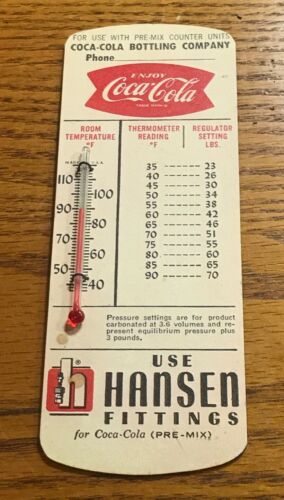 FOR USE WITH PRE-MIX COUNTER UNITS
COCA-COLA BOTTLING COMPANY
Phone
ENJOY
Coca-Cola
TRADE MARK ®
ROOM TEMPERATURE °F
THERMOMETER READING °F
REGULATOR SETTING LBS.
110
100
90
80
70
60
50
40
35 ------ 23
40 ------ 26
45 ------ 30
50 ------ 34
55 ------ 38
60 ------ 42
65 ------ 46
70 ------ 51
75 ------ 55
80 ------ 60
85 ------ 65
90 ------ 70
Pressure settings are for product
carbonated at 3.6 volumes and re-
present equilibrium pressure plus
3 pounds.
h ®
USE
HANSEN
FITTINGS
for Coca-Cola (PRE-MIX)